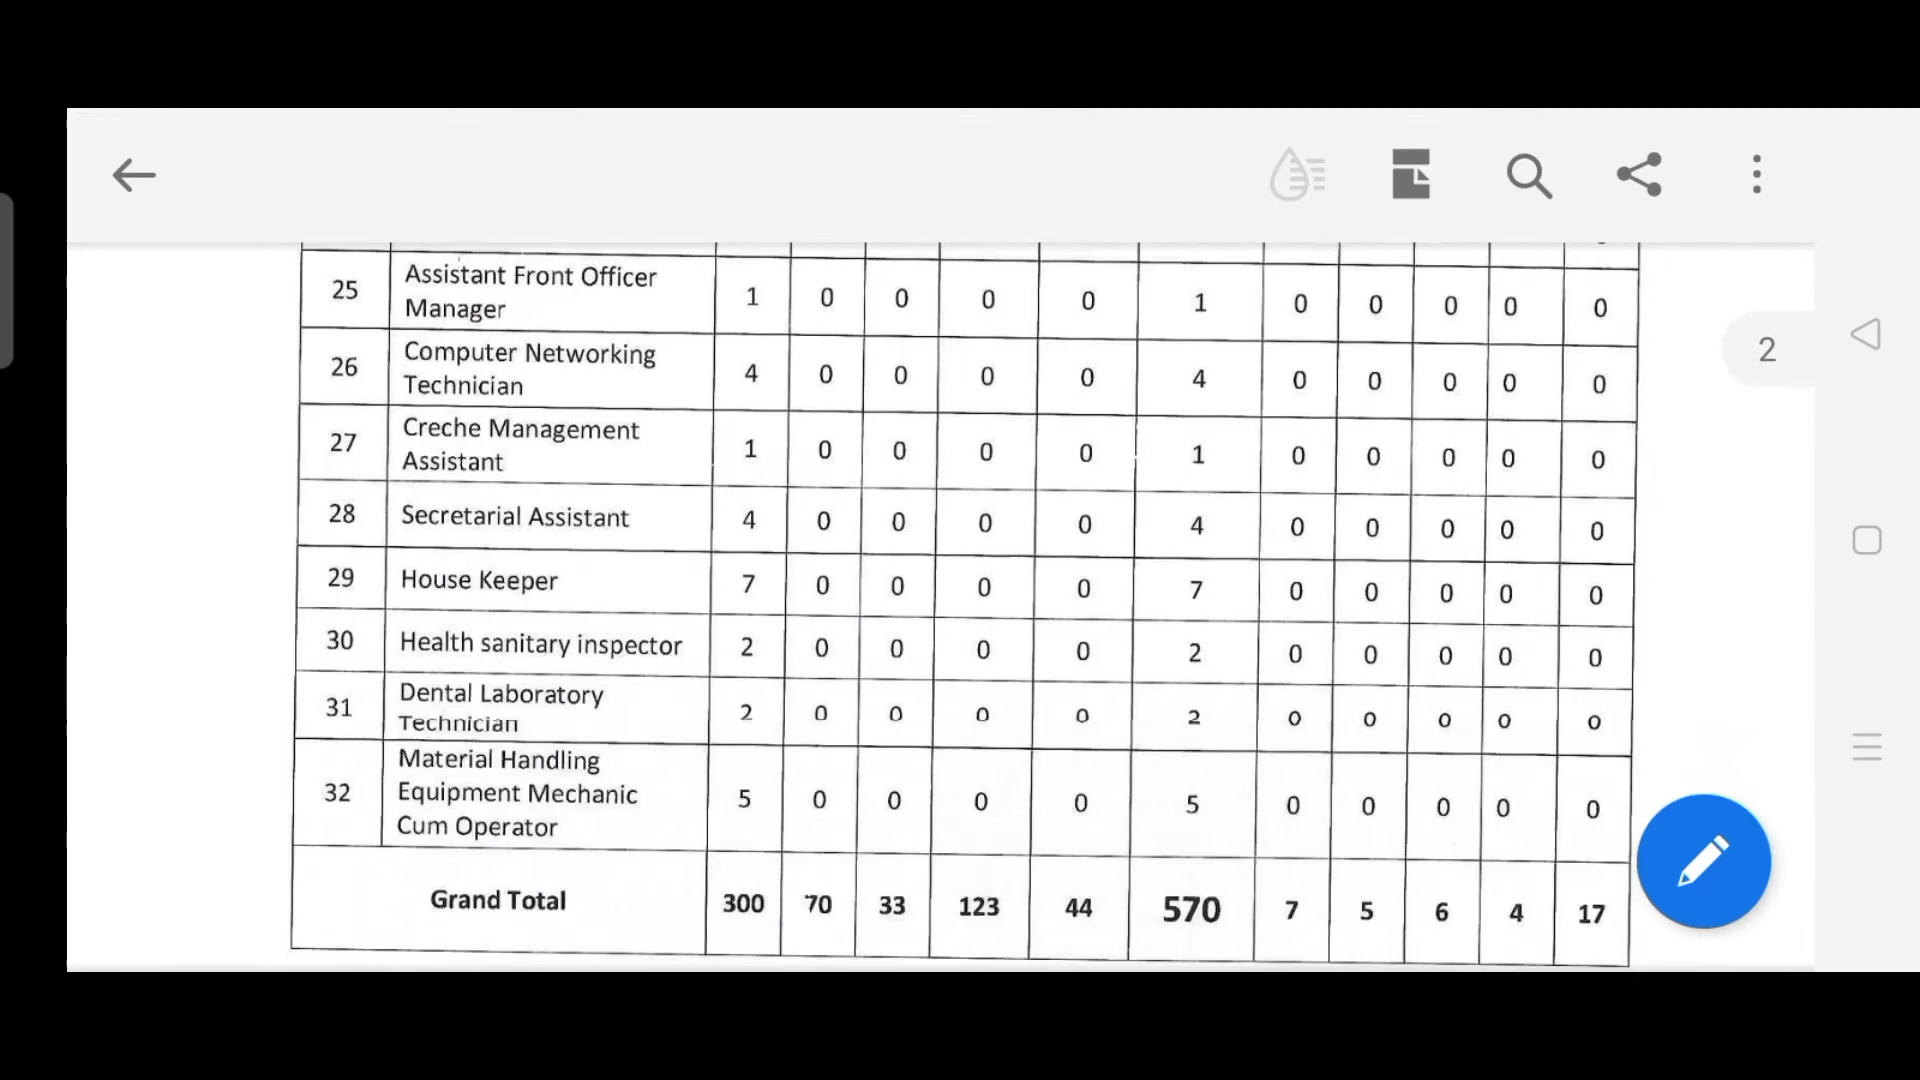 25 Assistant Front Officer Manager 1 0 0 0 0 1 0 0 0 0 0
2
26 Computer Networking Technician 4 0 0 0 0 4 0 0 0 0 0
27 Creche Management Assistant 1 0 0 0 0 1 0 0 0 0 0
28 Secretarial Assistant 4 0 0 0 0 4 0 0 0 0 0
29 House Keeper 7 0 0 0 0 7 0 0 0 0 0
30 Health sanitary inspector 2 0 0 0 0 2 0 0 0 0 0
31 Dental Laboratory Technician 2 0 0 0 0 2 0 0 0 0 0
32 Material Handling Equipment Mechanic Cum Operator 5 0 0 0 0 5 0 0 0 0 0
Grand Total 300 70 33 123 44 570 7 5 6 4 17